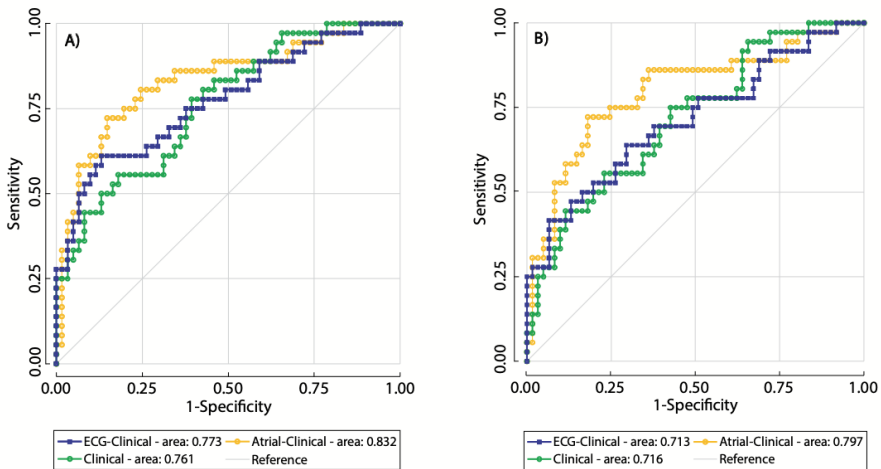 A)
1.00
0.75
0.50
0.25
0.00
Sensitivity
0.00 0.25 0.50 0.75 1.00
1-Specificity
ECG-Clinical - area: 0.773 Atrial-Clinical - area: 0.832
Clinical - area: 0.761 Reference
B)
1.00
0.75
0.50
0.25
0.00
Sensitivity
0.00 0.25 0.50 0.75 1.00
1-Specificity
ECG-Clinical - area: 0.713 Atrial-Clinical - area: 0.797
Clinical - area: 0.716 Reference